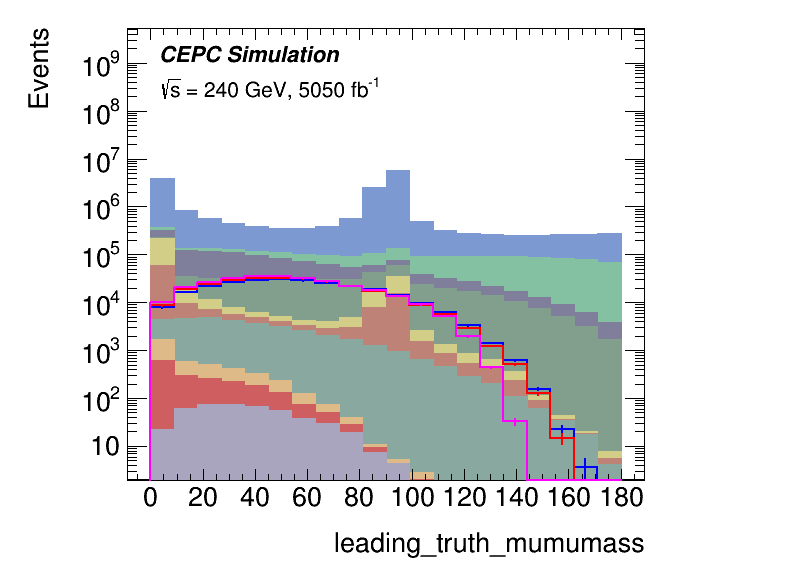 Events
CEPC Simulation
√s = 240 GeV, 5050 fb⁻¹
10⁹
10⁸
10⁷
10⁶
10⁵
10⁴
10³
10²
10
0 20 40 60 80 100 120 140 160 180
leading_truth_mumumass